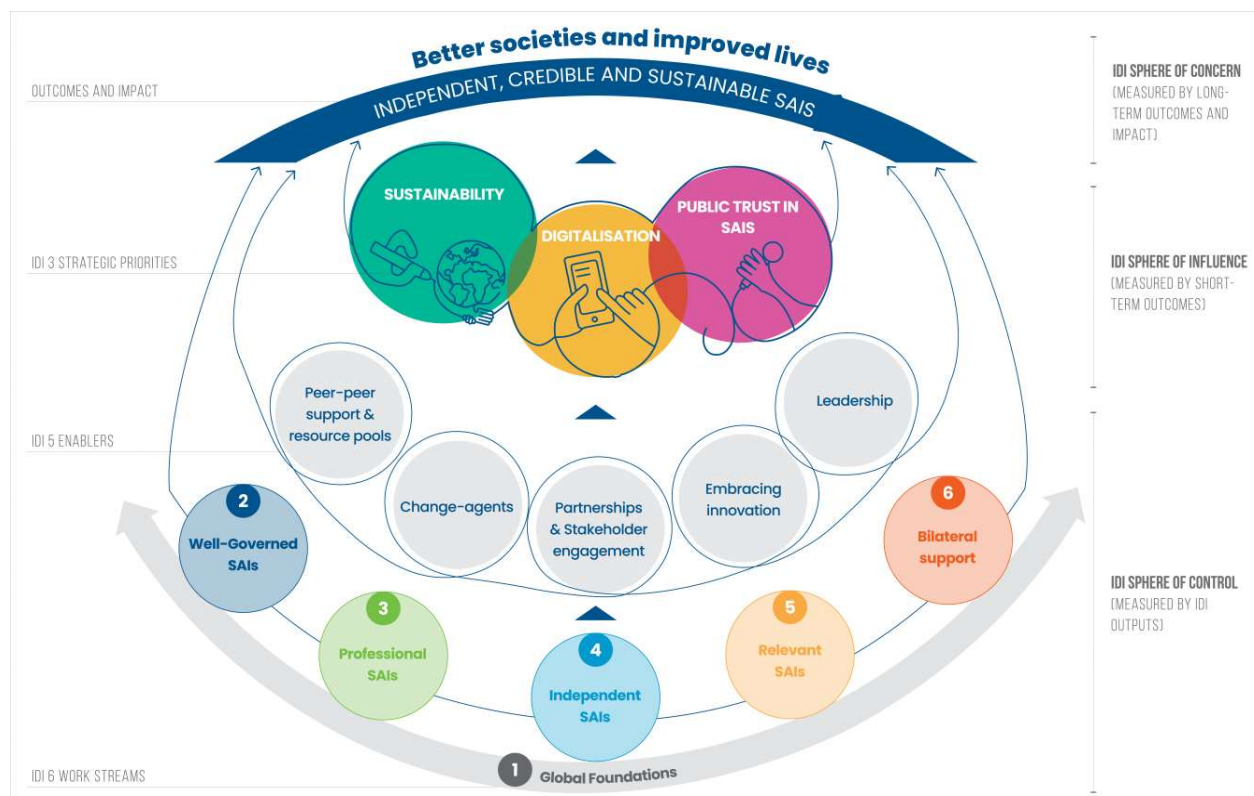 Better societies and improved lives
INDEPENDENT, CREDIBLE AND SUSTAINABLE SAIS
OUTCOMES AND IMPACT
IDI SPHERE OF CONCERN
(MEASURED BY LONG-
TERM OUTCOMES AND
IMPACT)
SUSTAINABILITY
DIGITALISATION
PUBLIC TRUST IN
SAIS
IDI 3 STRATEGIC PRIORITIES
IDI SPHERE OF INFLUENCE
(MEASURED BY SHORT-
TERM OUTCOMES)
Peer-peer
support &
resource pools
Change-agents
Partnerships
& Stakeholder
engagement
Embracing
innovation
Leadership
IDI 5 ENABLERS
2
Well-Governed
SAIs
3
Professional
SAIs
4
Independent
SAIs
5
Relevant
SAIs
6
Bilateral
support
IDI SPHERE OF CONTROL
(MEASURED BY IDI
OUTPUTS)
IDI 6 WORK STREAMS
1
Global Foundations